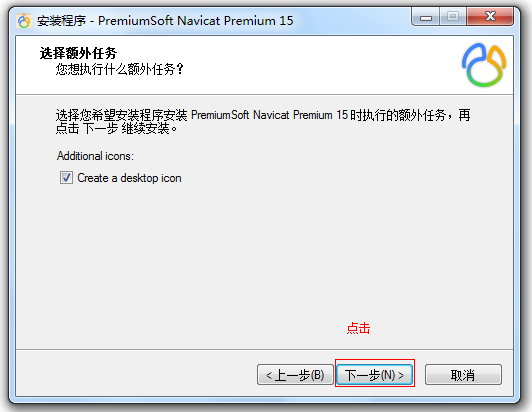 安装程序 - PremiumSoft Navicat Premium 15
选择额外任务
您想执行什么额外任务？
选择您希望安装程序安装 PremiumSoft Navicat Premium 15 时执行的额外任务，再
点击 下一步 继续安装。
Additional icons:
Create a desktop icon
点击
< 上一步(B)
下一步(N) >
取消